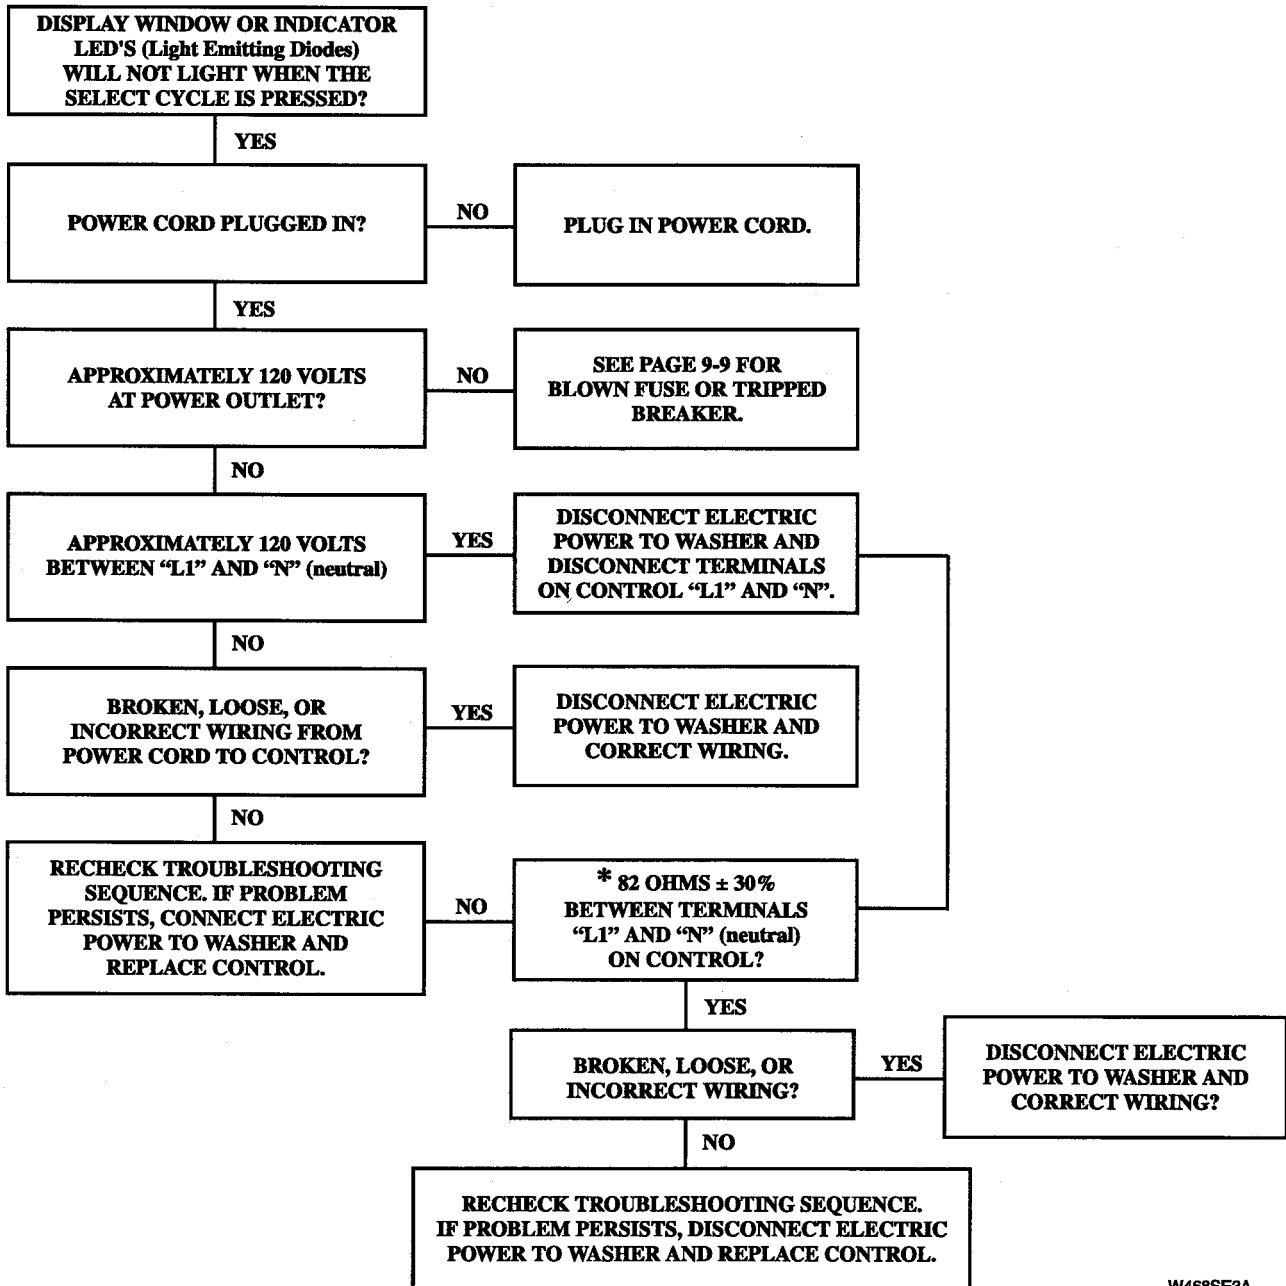 DISPLAY WINDOW OR INDICATOR
LED'S (Light Emitting Diodes)
WILL NOT LIGHT WHEN THE
SELECT CYCLE IS PRESSED?
YES
POWER CORD PLUGGED IN?
NO
PLUG IN POWER CORD.
YES
APPROXIMATELY 120 VOLTS
AT POWER OUTLET?
NO
SEE PAGE 9-9 FOR
BLOWN FUSE OR TRIPPED
BREAKER.
NO
APPROXIMATELY 120 VOLTS
BETWEEN “L1” AND “N” (neutral)
YES
DISCONNECT ELECTRIC
POWER TO WASHER AND
DISCONNECT TERMINALS
ON CONTROL “L1” AND “N”.
NO
BROKEN, LOOSE, OR
INCORRECT WIRING FROM
POWER CORD TO CONTROL?
YES
DISCONNECT ELECTRIC
POWER TO WASHER AND
CORRECT WIRING.
NO
RECHECK TROUBLESHOOTING
SEQUENCE. IF PROBLEM
PERSISTS, CONNECT ELECTRIC
POWER TO WASHER AND
REPLACE CONTROL.
NO
* 82 OHMS ± 30%
BETWEEN TERMINALS
“L1” AND “N” (neutral)
ON CONTROL?
YES
BROKEN, LOOSE, OR
INCORRECT WIRING?
YES
DISCONNECT ELECTRIC
POWER TO WASHER AND
CORRECT WIRING?
NO
RECHECK TROUBLESHOOTING SEQUENCE.
IF PROBLEM PERSISTS, DISCONNECT ELECTRIC
POWER TO WASHER AND REPLACE CONTROL.